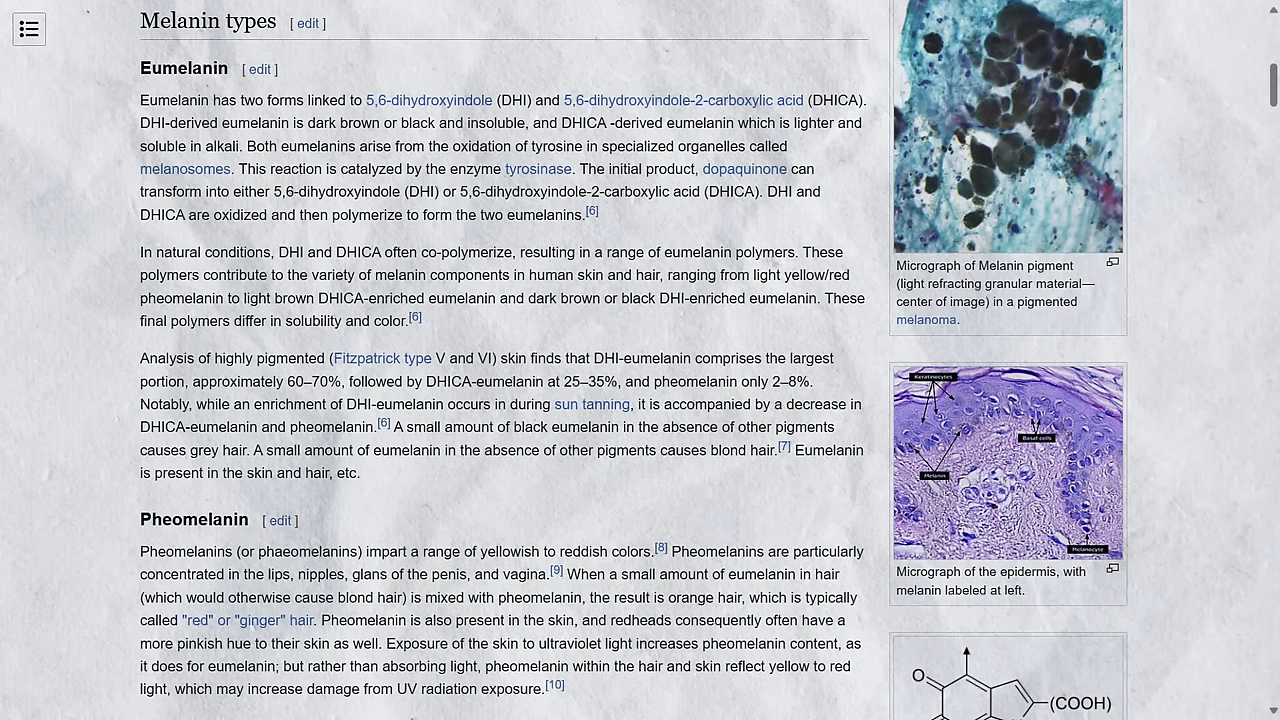 Melanin types [ edit ]
Eumelanin [ edit ]
Eumelanin has two forms linked to 5,6-dihydroxyindole (DHI) and 5,6-dihydroxyindole-2-carboxylic acid (DHICA).
DHI-derived eumelanin is dark brown or black and insoluble, and DHICA -derived eumelanin which is lighter and
soluble in alkali. Both eumelanins arise from the oxidation of tyrosine in specialized organelles called
melanosomes. This reaction is catalyzed by the enzyme tyrosinase. The initial product, dopaquinone can
transform into either 5,6-dihydroxyindole (DHI) or 5,6-dihydroxyindole-2-carboxylic acid (DHICA). DHI and
DHICA are oxidized and then polymerize to form the two eumelanins.[6]
In natural conditions, DHI and DHICA often co-polymerize, resulting in a range of eumelanin polymers. These
polymers contribute to the variety of melanin components in human skin and hair, ranging from light yellow/red
pheomelanin to light brown DHICA-enriched eumelanin and dark brown or black DHI-enriched eumelanin. These
final polymers differ in solubility and color.[6]
Analysis of highly pigmented (Fitzpatrick type V and VI) skin finds that DHI-eumelanin comprises the largest
portion, approximately 60–70%, followed by DHICA-eumelanin at 25–35%, and pheomelanin only 2–8%.
Notably, while an enrichment of DHI-eumelanin occurs in during sun tanning, it is accompanied by a decrease in
DHICA-eumelanin and pheomelanin.[6] A small amount of black eumelanin in the absence of other pigments
causes grey hair. A small amount of eumelanin in the absence of other pigments causes blond hair.[7] Eumelanin
is present in the skin and hair, etc.
Pheomelanin [ edit ]
Pheomelanins (or phaeomelanins) impart a range of yellowish to reddish colors.[8] Pheomelanins are particularly
concentrated in the lips, nipples, glans of the penis, and vagina.[9] When a small amount of eumelanin in hair
(which would otherwise cause blond hair) is mixed with pheomelanin, the result is orange hair, which is typically
called "red" or "ginger" hair. Pheomelanin is also present in the skin, and redheads consequently often have a
more pinkish hue to their skin as well. Exposure of the skin to ultraviolet light increases pheomelanin content, as
it does for eumelanin; but rather than absorbing light, pheomelanin within the hair and skin reflect yellow to red
light, which may increase damage from UV radiation exposure.[10]
Micrograph of Melanin pigment
(light refracting granular material—
center of image) in a pigmented
melanoma.
Keratinocytes
Basal cells
Melanin
Melanocyte
Micrograph of the epidermis, with
melanin labeled at left.
O
(COOH)